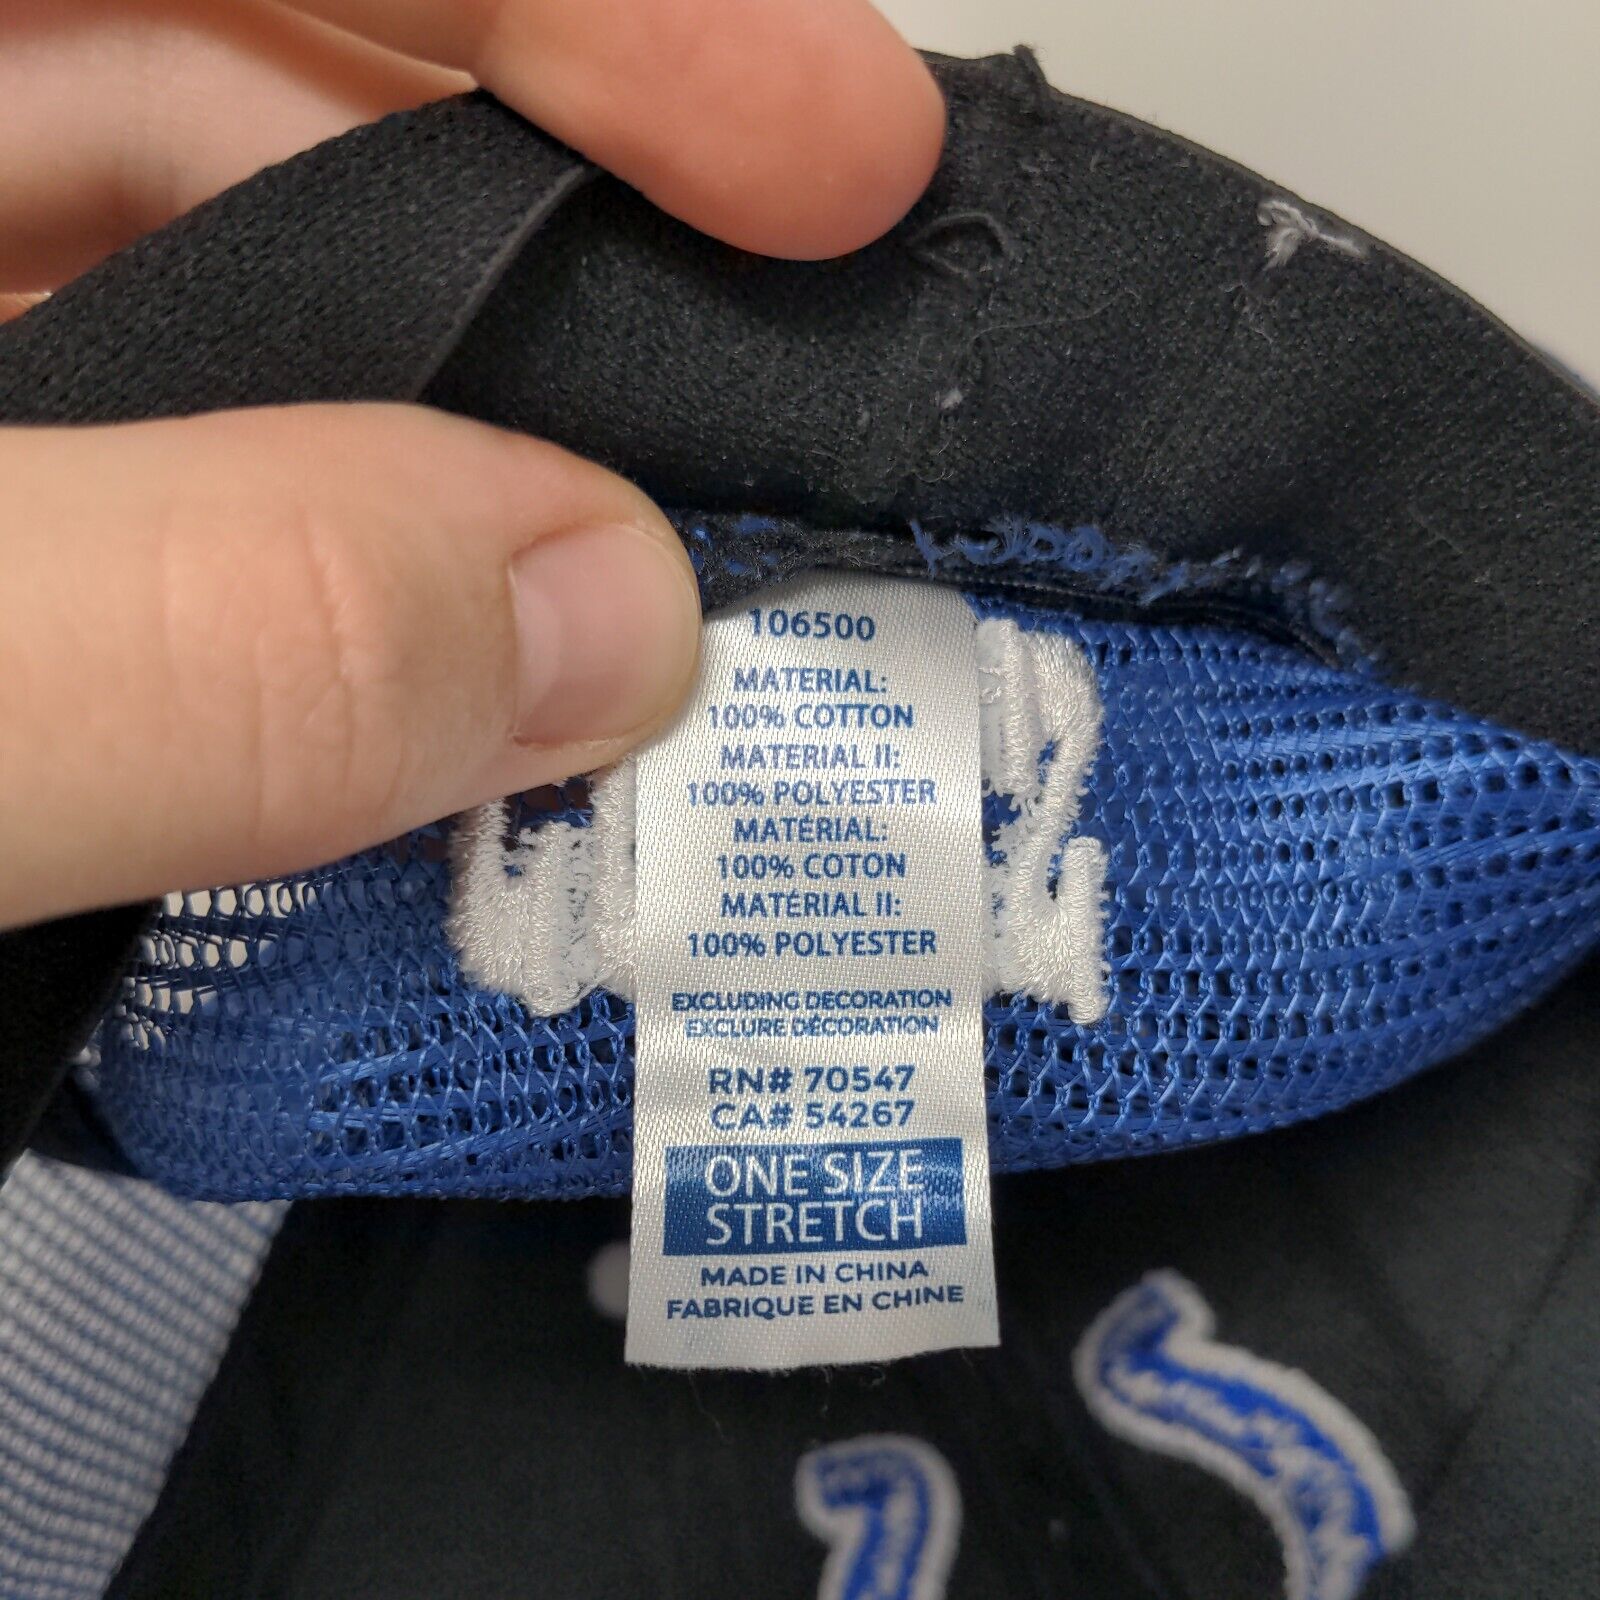 106500
MATERIAL:
100% COTTON
MATERIAL II:
100% POLYESTER
MATÉRIAL:
100% COTON
MATÉRIAL II:
100% POLYESTER
EXCLUDING DECORATION
EXCLURE DÉCORATION
RN# 70547
CA# 54267
ONE SIZE
STRETCH
MADE IN CHINA
FABRIQUE EN CHINE